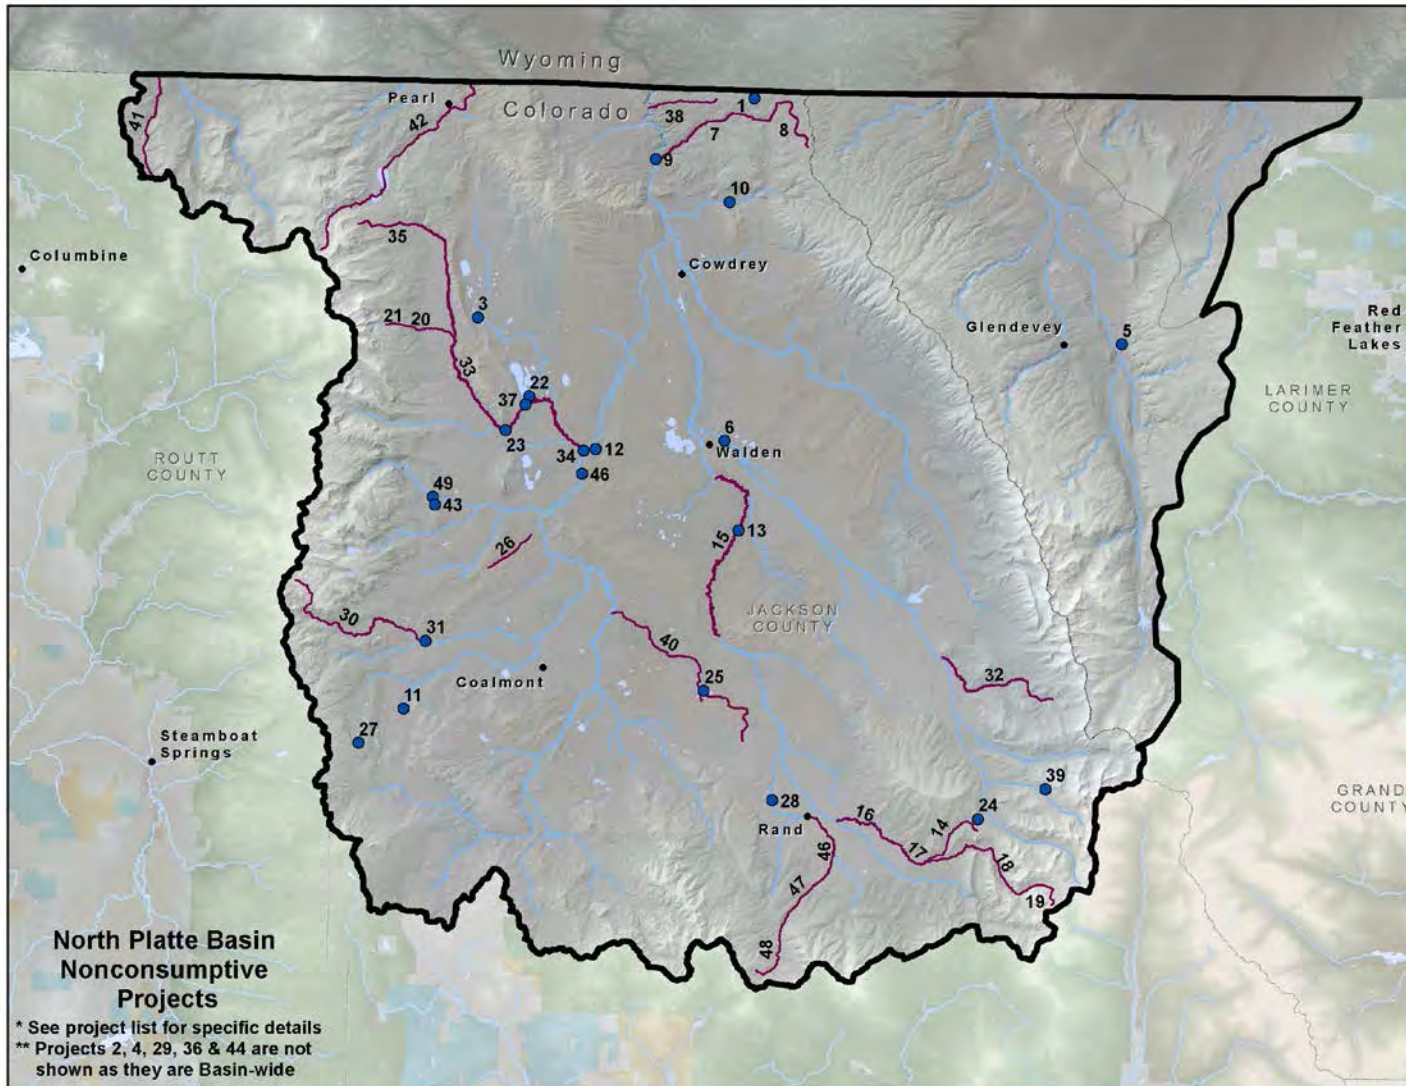 Wyoming
Colorado
Pearl
41
42
38
1
7
8
9
10
35
Columbine
Cowdrey
3
21
20
33
Glendevey
5
Red
Feather
Lakes
LARIMER
COUNTY
22
37
23
34
12
6
Walden
46
ROUTT
COUNTY
49
43
26
15
13
30
31
JACKSON
COUNTY
40
Coalmont
25
32
11
27
Steamboat
Springs
39
GRAND
COUNTY
28
Rand
16
14
24
17
46
18
47
19
48
North Platte Basin
Nonconsumptive
Projects
* See project list for specific details
** Projects 2, 4, 29, 36 & 44 are not
shown as they are Basin-wide